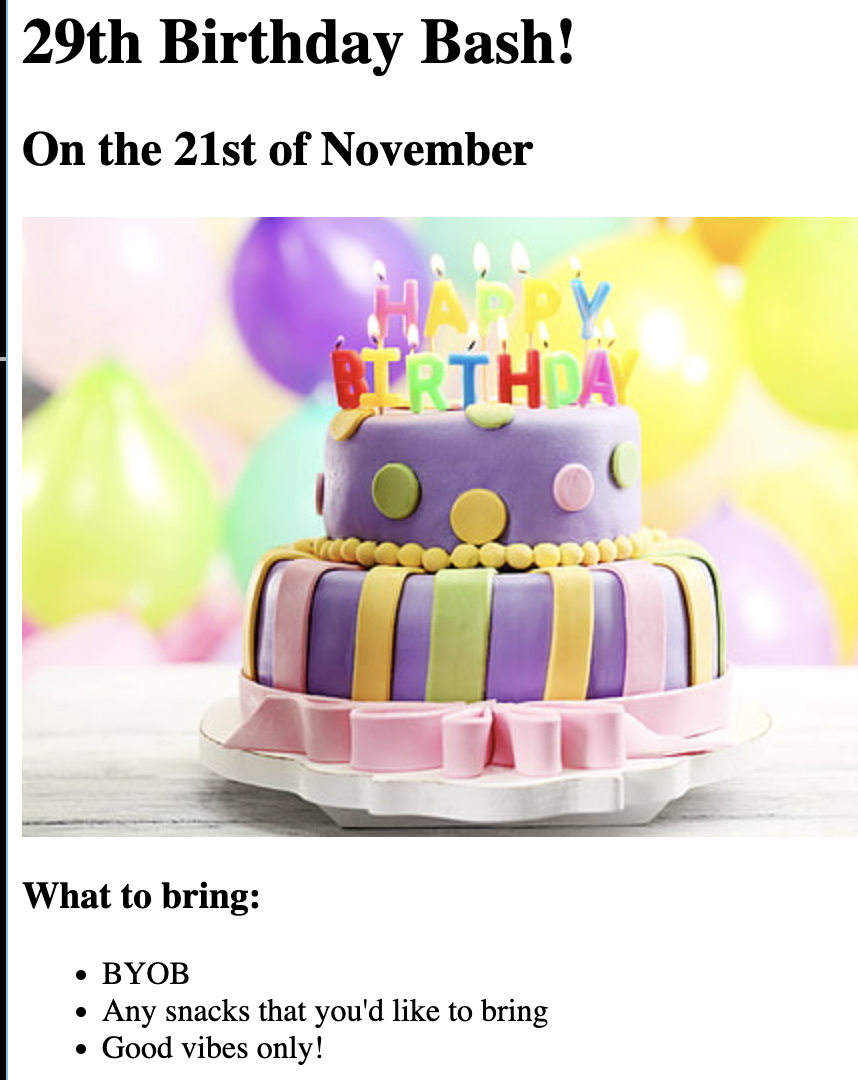 29th Birthday Bash!
On the 21st of November
HAPPY
BIRTHDAY
What to bring:
BYOB
Any snacks that you'd like to bring
Good vibes only!